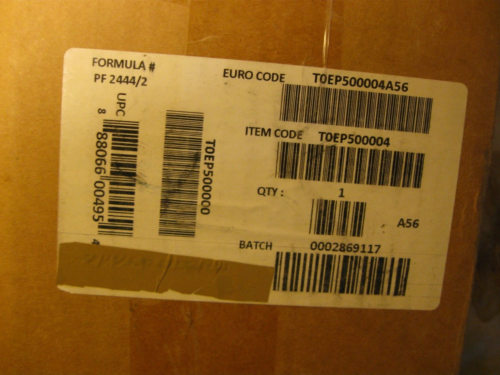 FORMULA #
PF 2444/2
UPC
8 88066 00495 4
T0EP500000
EURO CODE T0EP500004A56
ITEM CODE T0EP500004
QTY : 1
A56
BATCH 0002869117